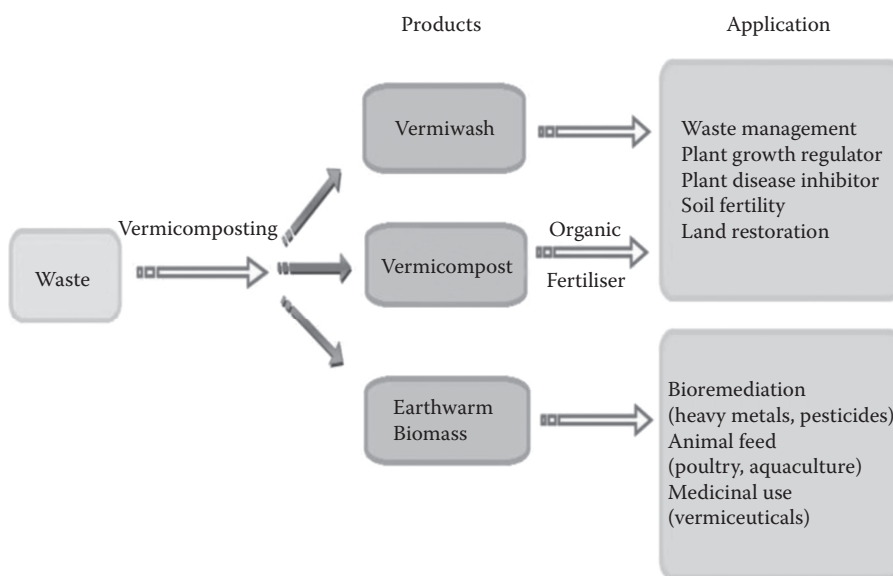 Products
Application
Vermiwash
Waste management
Plant growth regulator
Plant disease inhibitor
Soil fertility
Land restoration
Vermicomposting
Waste
Vermicompost
Organic
Fertiliser
Earthwarm
Biomass
Bioremediation
(heavy metals, pesticides)
Animal feed
(poultry, aquaculture)
Medicinal use
(vermiceuticals)